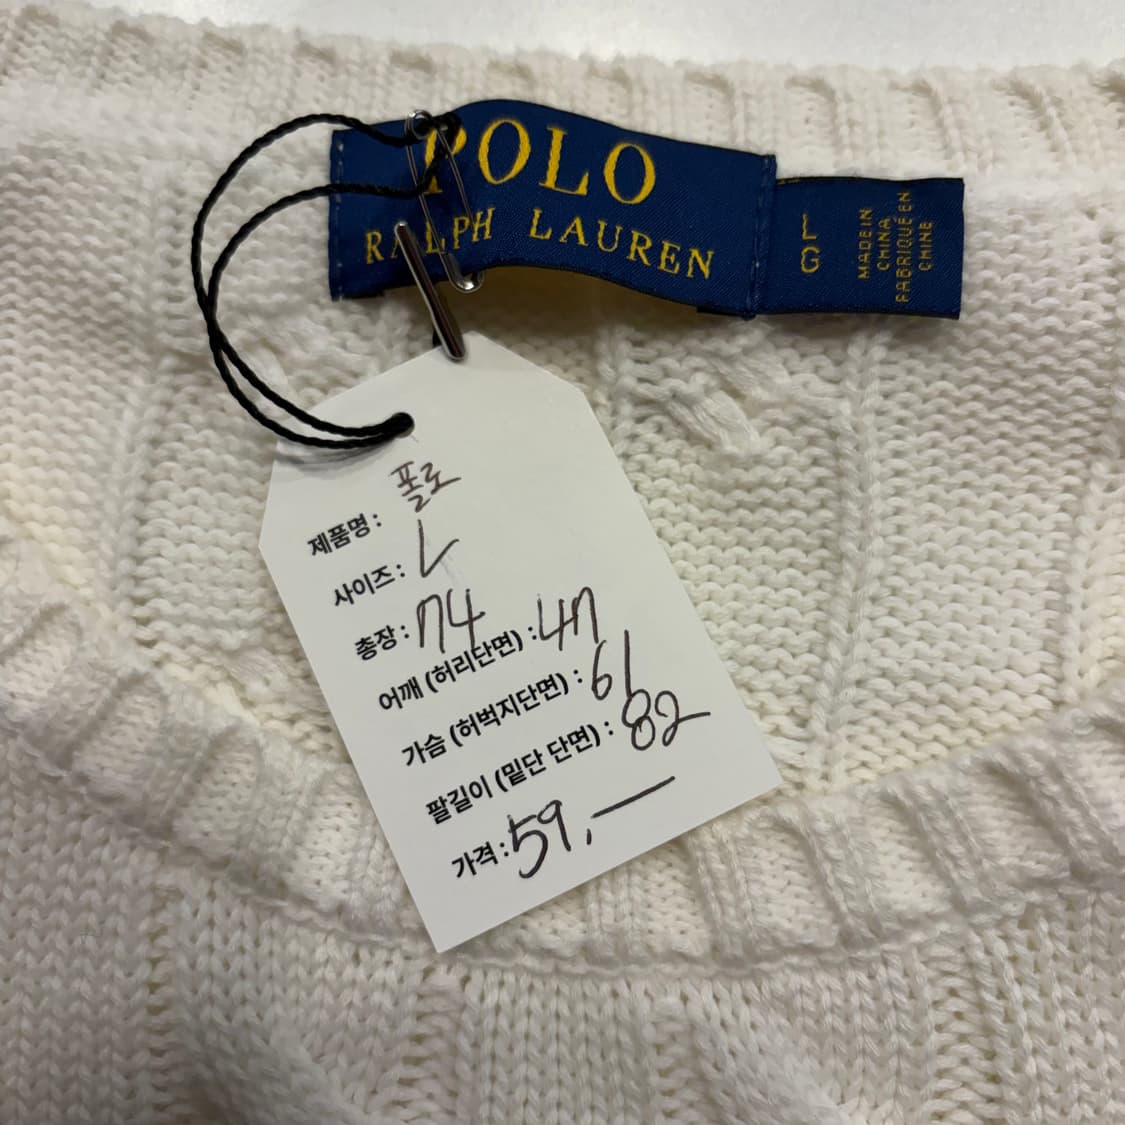 POLO
RALPH LAUREN
LG
MADE IN
CHINA
FABRIQUÉ EN
CHINE
제품명 : 폴로
사이즈 : L
총장 : 74
어깨 (허리단면) : 47
가슴 (허벅지단면) : 61
팔길이 (밑단 단면) : 82
가격 : 59,—